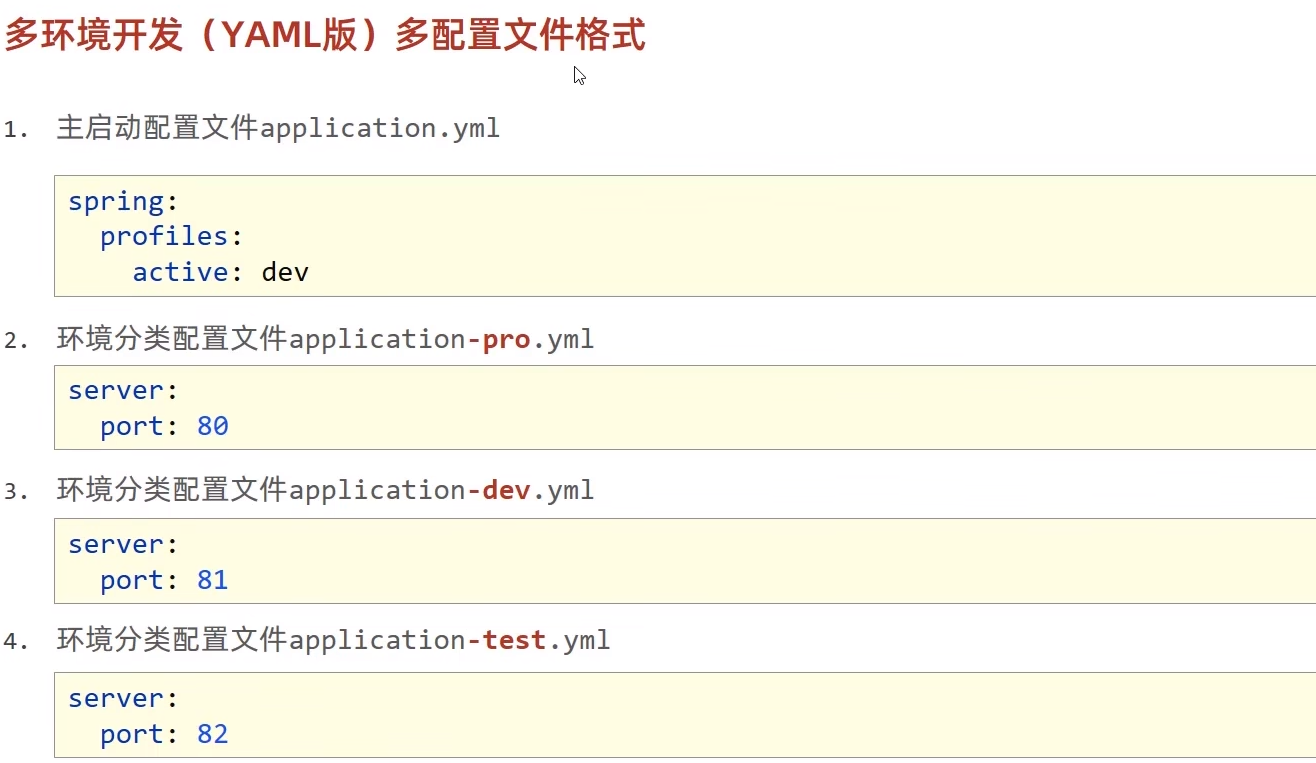 多环境开发（YAML版）多配置文件格式
1. 主启动配置文件application.yml
spring:
  profiles:
    active: dev
2. 环境分类配置文件application-pro.yml
server:
  port: 80
3. 环境分类配置文件application-dev.yml
server:
  port: 81
4. 环境分类配置文件application-test.yml
server:
  port: 82